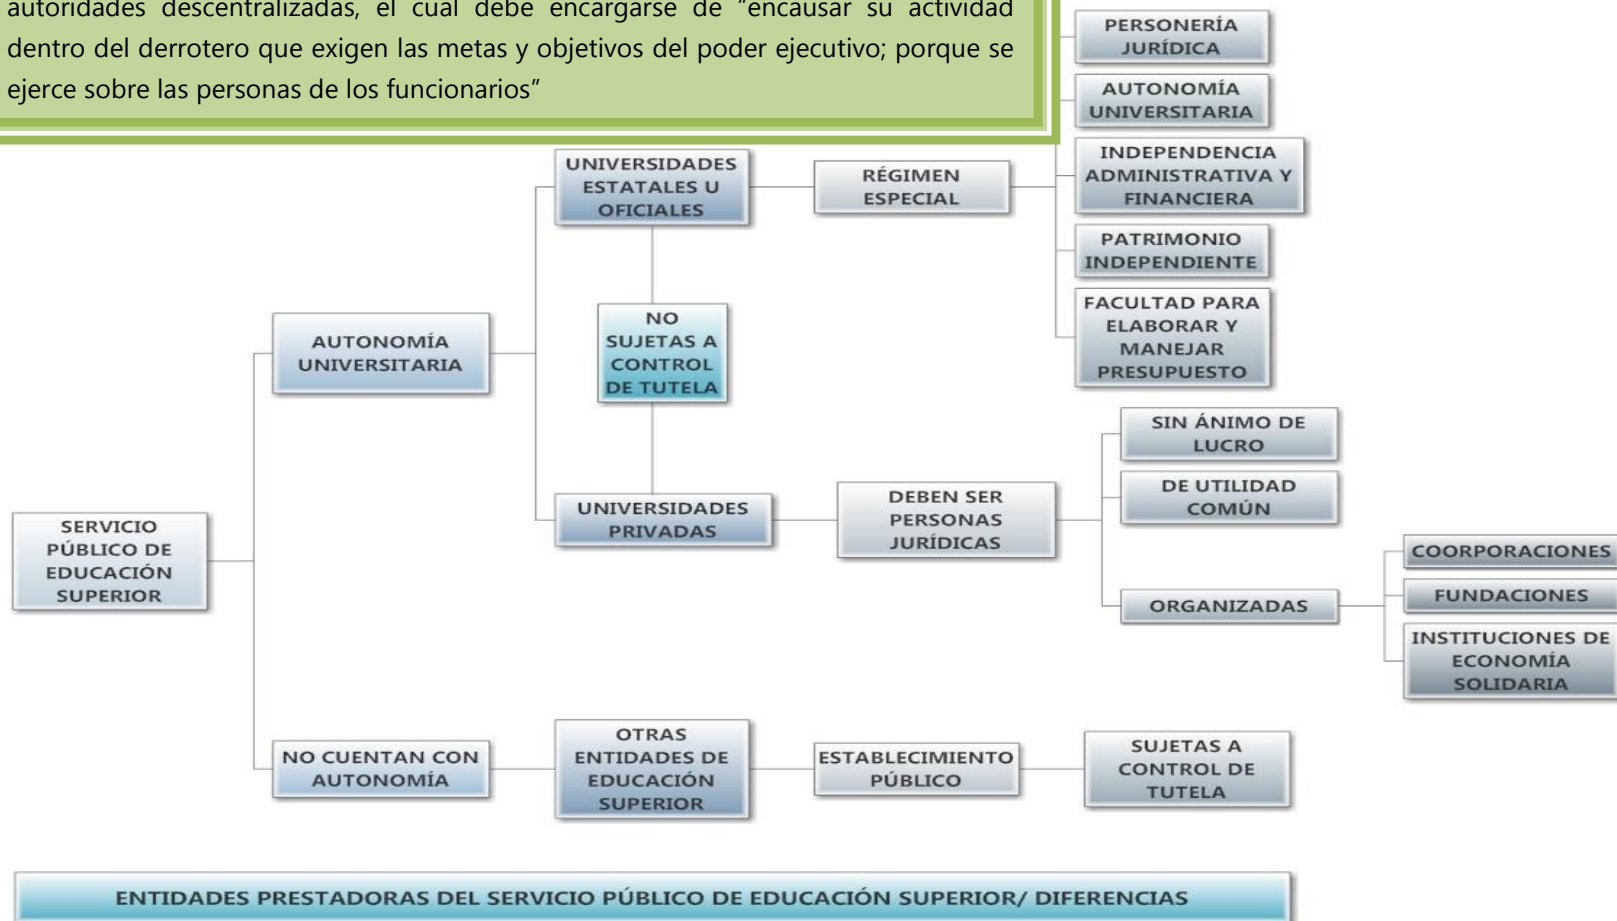 autoridades descentralizadas, el cual debe encargarse de “encausar su actividad
dentro del derrotero que exigen las metas y objetivos del poder ejecutivo; porque se
ejerce sobre las personas de los funcionarios”
PERSONERÍA
JURÍDICA
AUTONOMÍA
UNIVERSITARIA
UNIVERSIDADES
ESTATALES U
OFICIALES
RÉGIMEN
ESPECIAL
INDEPENDENCIA
ADMINISTRATIVA Y
FINANCIERA
PATRIMONIO
INDEPENDIENTE
FACULTAD PARA
ELABORAR Y
MANEJAR
PRESUPUESTO
NO
SUJETAS A
CONTROL
DE TUTELA
AUTONOMÍA
UNIVERSITARIA
SIN ÁNIMO DE
LUCRO
DE UTILIDAD
COMÚN
UNIVERSIDADES
PRIVADAS
DEBEN SER
PERSONAS
JURÍDICAS
SERVICIO
PÚBLICO DE
EDUCACIÓN
SUPERIOR
ORGANIZADAS
COORPORACIONES
FUNDACIONES
INSTITUCIONES DE
ECONOMÍA
SOLIDARIA
NO CUENTAN CON
AUTONOMÍA
OTRAS
ENTIDADES DE
EDUCACIÓN
SUPERIOR
ESTABLECIMIENTO
PÚBLICO
SUJETAS A
CONTROL DE
TUTELA
ENTIDADES PRESTADORAS DEL SERVICIO PÚBLICO DE EDUCACIÓN SUPERIOR/ DIFERENCIAS